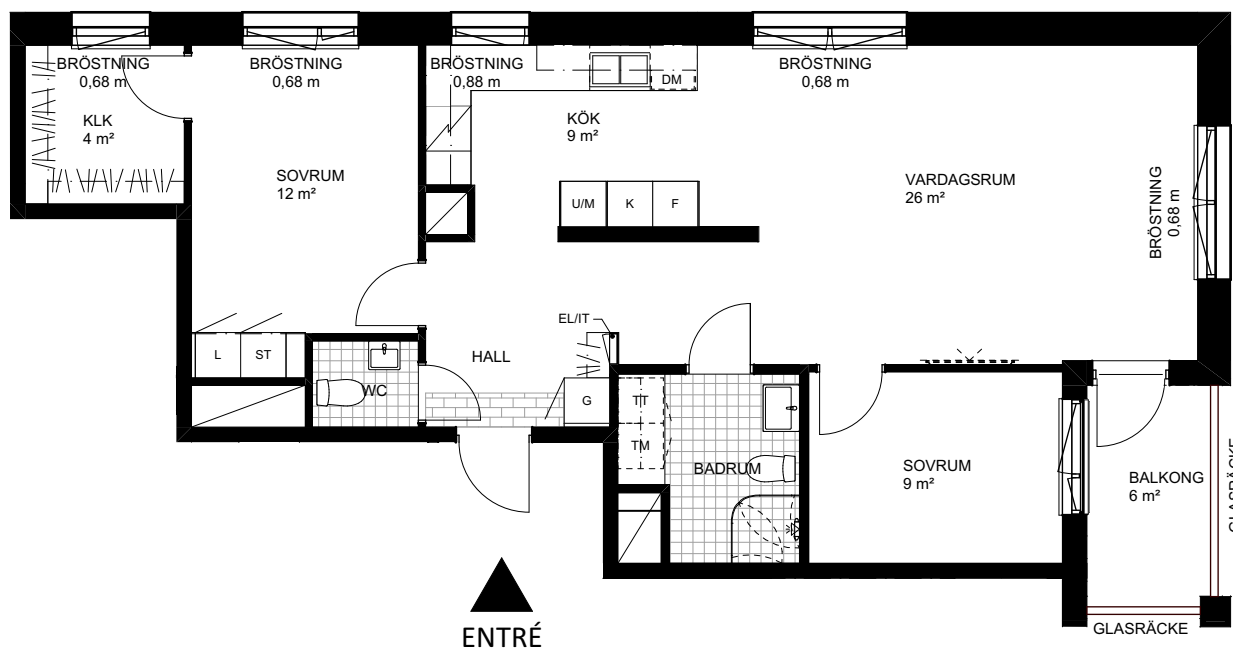 BRÖSTNING
0,68 m
BRÖSTNING
0,68 m
BRÖSTNING
0,88 m
BRÖSTNING
0,68 m
DM
KLK
4 m²
KÖK
9 m²
SOVRUM
12 m²
VARDAGSRUM
26 m²
BRÖSTNING
0,68 m
U/M
K
F
EL/IT
L
ST
HALL
WC
G
TT
TM
BADRUM
SOVRUM
9 m²
BALKONG
6 m²
GLASRÄCKE
GLASRÄCKE
ENTRÉ